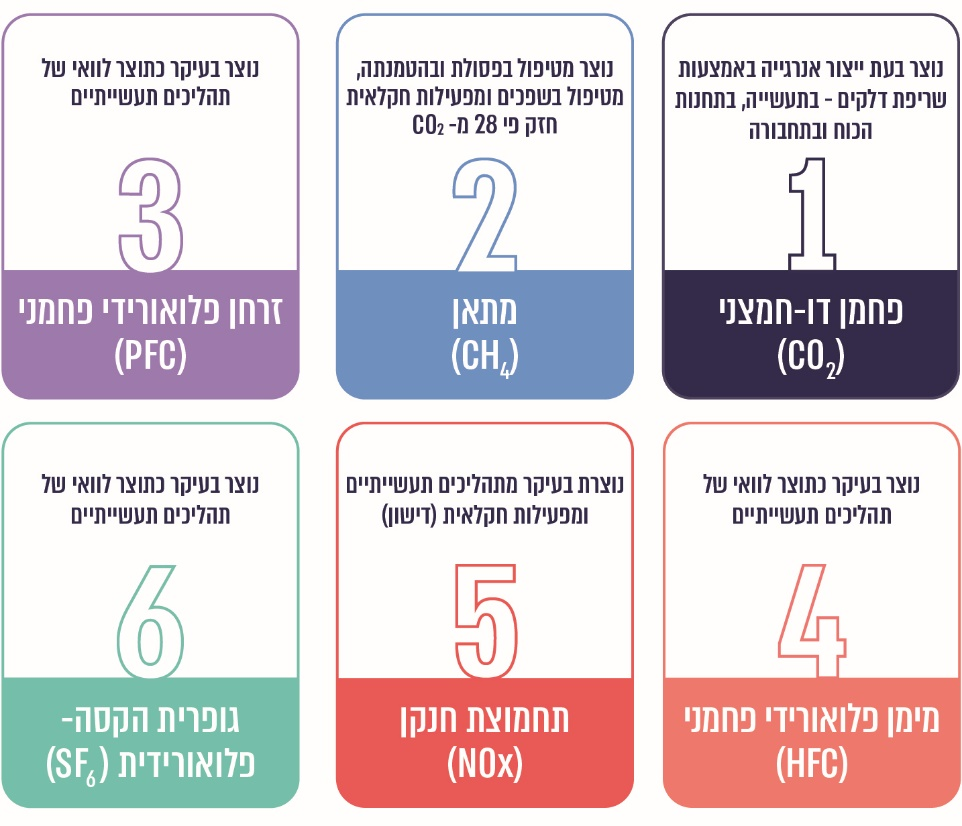 נוצר בעת ייצור אנרגייה באמצעות
שריפת דלקים - בתעשייה, בתחנות
הכוח ובתחבורה
1
פחמן דו-חמצני
(CO₂)
נוצר מטיפול בפסולת ובהטמנתה,
מטיפול בשפכים ומפעילות חקלאית
חזק פי 28 מ- CO₂
2
מתאן
(CH₄)
נוצר בעיקר כתוצר לוואי של
תהליכים תעשייתיים
3
זרחן פלואורידי פחמני
(PFC)
נוצר בעיקר כתוצר לוואי של
תהליכים תעשייתיים
4
מימן פלואורידי פחמני
(HFC)
נוצרת בעיקר מתהליכים תעשייתיים
ומפעילות חקלאית (דישון)
5
תחמוצת חנקן
(NOx)
נוצר בעיקר כתוצר לוואי של
תהליכים תעשייתיים
6
גופרית הקסה-
פלואורידית (SF₆)